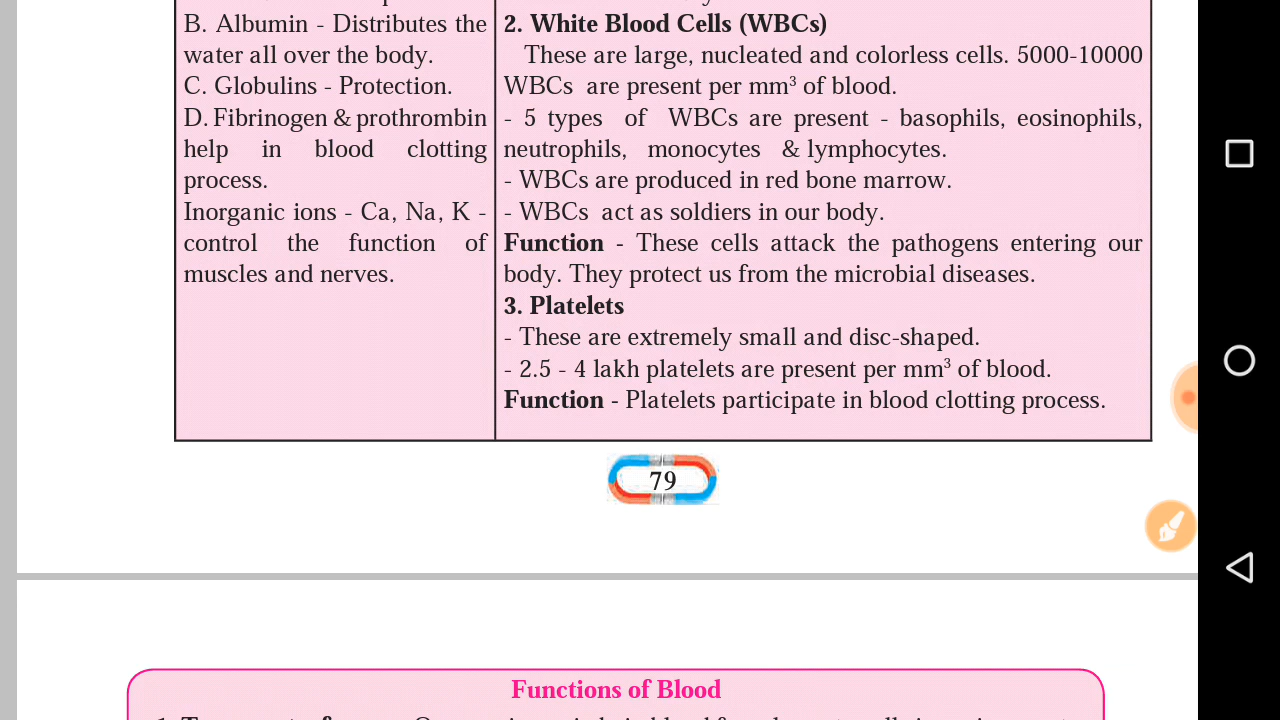 B. Albumin - Distributes the
water all over the body.
C. Globulins - Protection.
D. Fibrinogen & prothrombin
help in blood clotting
process.
Inorganic ions - Ca, Na, K -
control the function of
muscles and nerves.
2. White Blood Cells (WBCs)
These are large, nucleated and colorless cells. 5000-10000
WBCs are present per mm³ of blood.
- 5 types of WBCs are present - basophils, eosinophils,
neutrophils, monocytes & lymphocytes.
- WBCs are produced in red bone marrow.
- WBCs act as soldiers in our body.
Function - These cells attack the pathogens entering our
body. They protect us from the microbial diseases.
3. Platelets
- These are extremely small and disc-shaped.
- 2.5 - 4 lakh platelets are present per mm³ of blood.
Function - Platelets participate in blood clotting process.
79
Functions of Blood